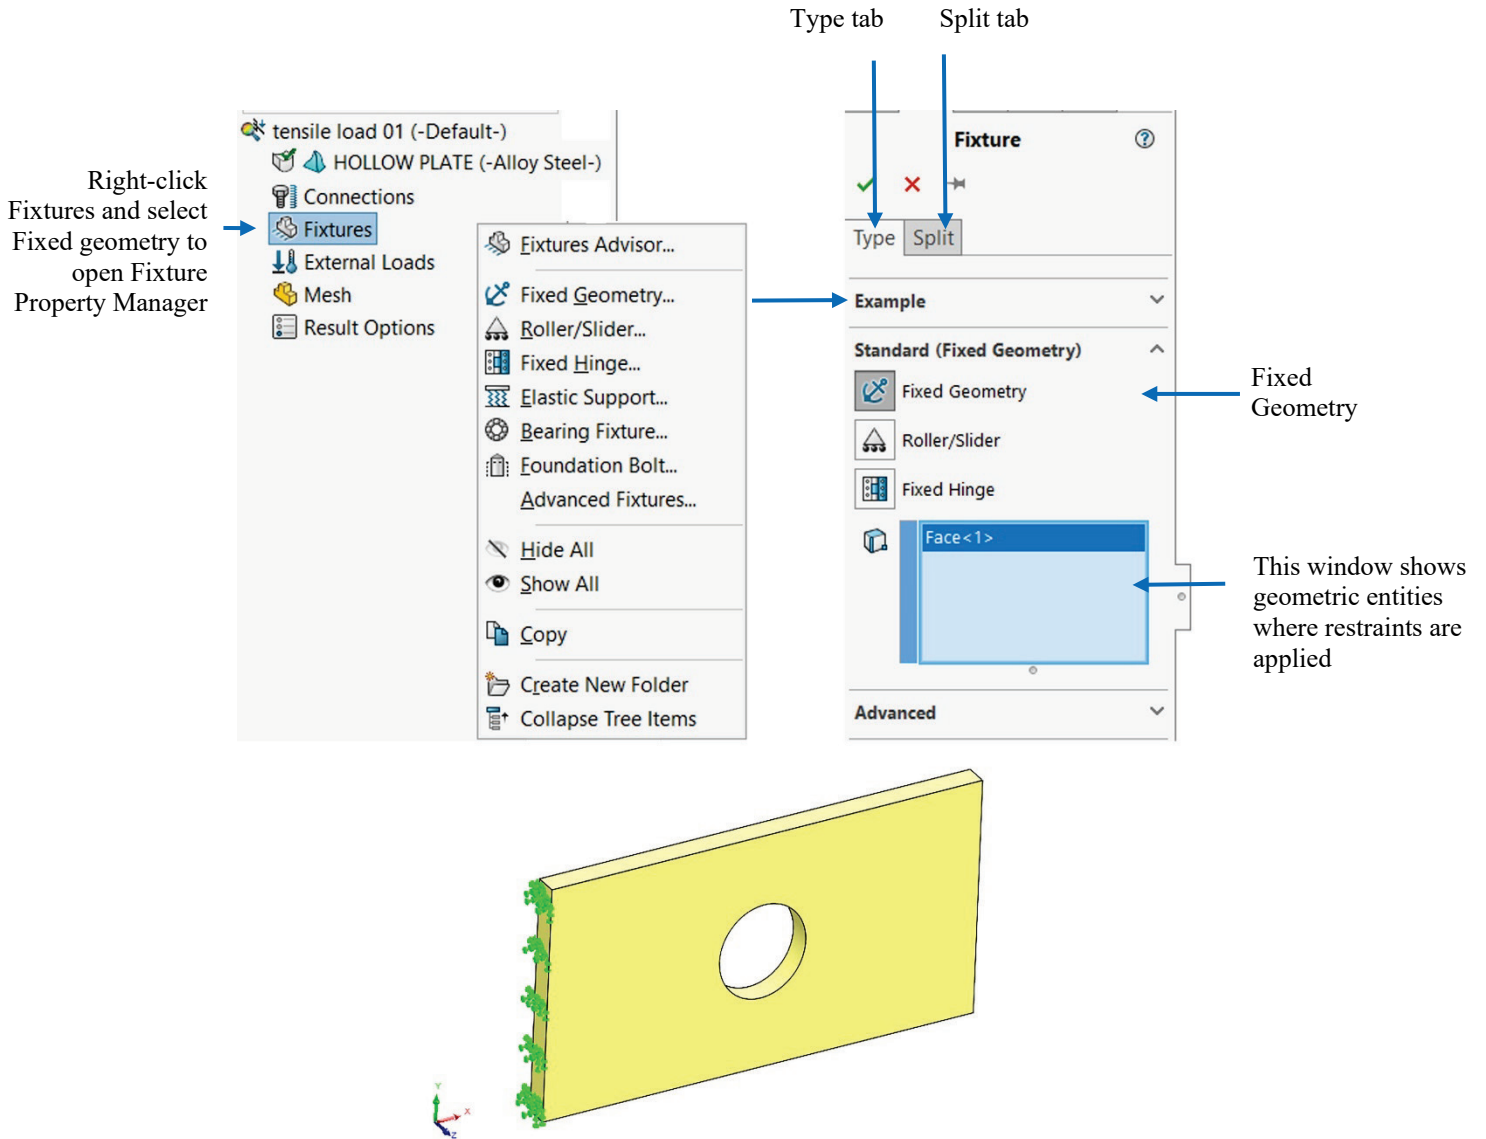 Type tab
Split tab
Right-click
Fixtures and select
Fixed geometry to
open Fixture
Property Manager
tensile load 01 (-Default-)
HOLLOW PLATE (-Alloy Steel-)
Connections
Fixtures
External Loads
Mesh
Result Options
Fixtures Advisor...
Fixed Geometry...
Roller/Slider...
Fixed Hinge...
Elastic Support...
Bearing Fixture...
Foundation Bolt...
Advanced Fixtures...
Hide All
Show All
Copy
Create New Folder
Collapse Tree Items
Fixture
?
Type
Split
Example
Standard (Fixed Geometry)
Fixed Geometry
Roller/Slider
Fixed Hinge
Face<1>
Advanced
Fixed
Geometry
This window shows
geometric entities
where restraints are
applied
Y
X
Z